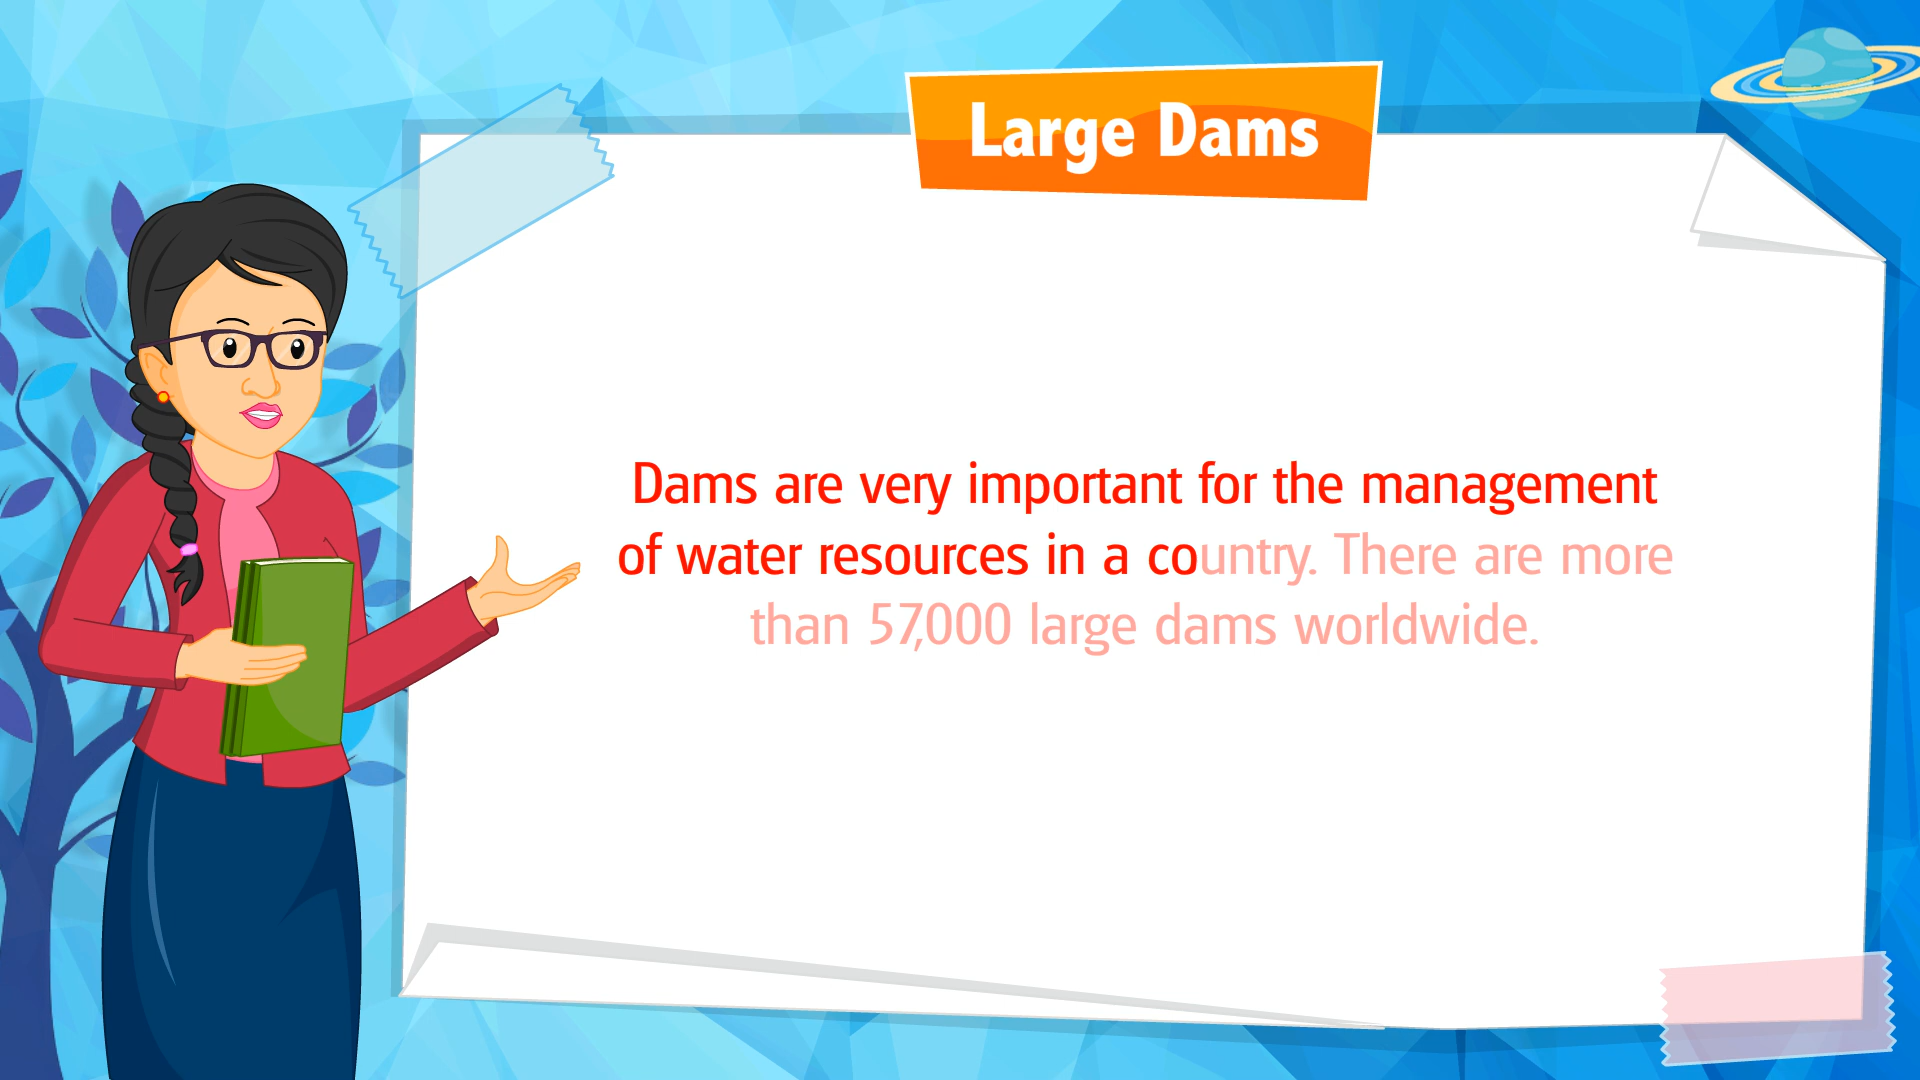 Large Dams
Dams are very important for the management
of water resources in a country. There are more
than 57,000 large dams worldwide.